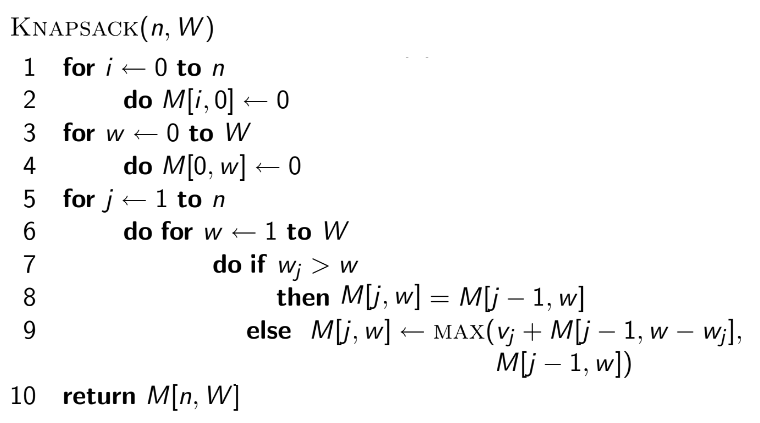 KNAPSACK(n, W)
1 for i ← 0 to n
2 do M[i, 0] ← 0
3 for w ← 0 to W
4 do M[0, w] ← 0
5 for j ← 1 to n
6 do for w ← 1 to W
7 do if wⱼ > w
8 then M[j, w] = M[j − 1, w]
9 else M[j, w] ← MAX(vⱼ + M[j − 1, w − wⱼ],
M[j − 1, w])
10 return M[n, W]